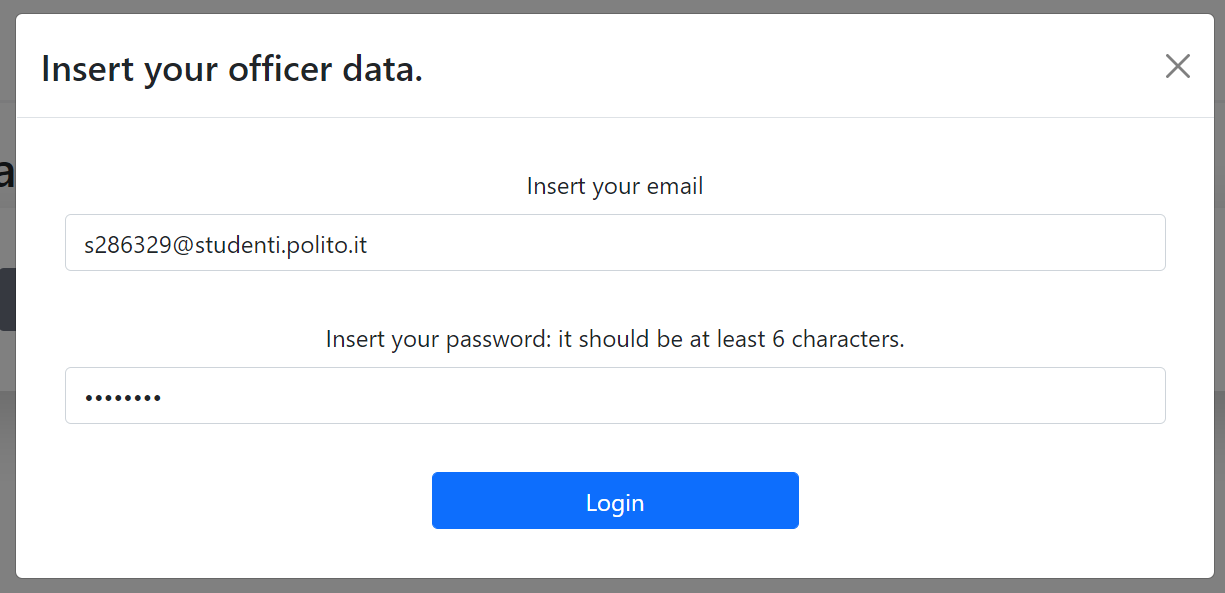 Insert your officer data.
a
Insert your email
s286329@studenti.polito.it
Insert your password: it should be at least 6 characters.
••••••••
Login